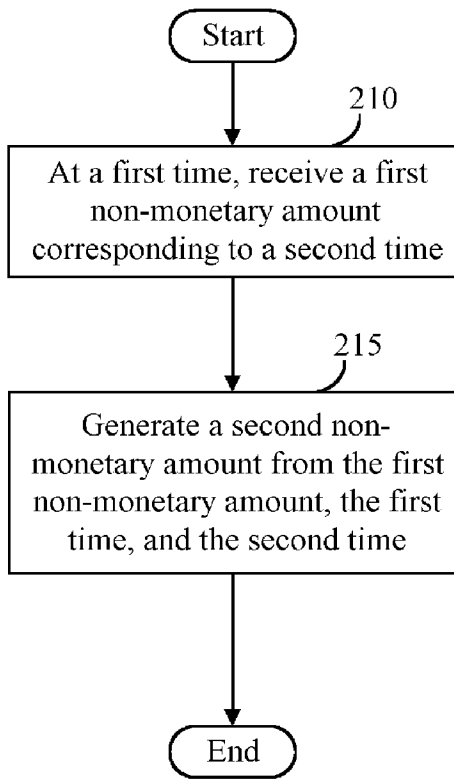 Start
210
At a first time, receive a first
non-monetary amount
corresponding to a second time
215
Generate a second non-
monetary amount from the first
non-monetary amount, the first
time, and the second time
End